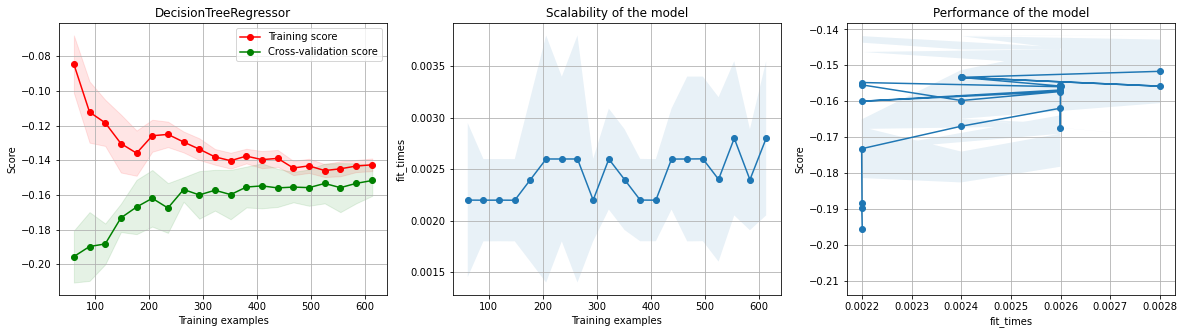 DecisionTreeRegressor
Training score
Cross-validation score
−0.08
−0.10
−0.12
−0.14
−0.16
−0.18
−0.20
Score
100 200 300 400 500 600
Training examples
Scalability of the model
0.0035
0.0030
0.0025
0.0020
0.0015
fit_times
100 200 300 400 500 600
Training examples
Performance of the model
−0.14
−0.15
−0.16
−0.17
−0.18
−0.19
−0.20
−0.21
Score
0.0022 0.0023 0.0024 0.0025 0.0026 0.0027 0.0028
fit_times